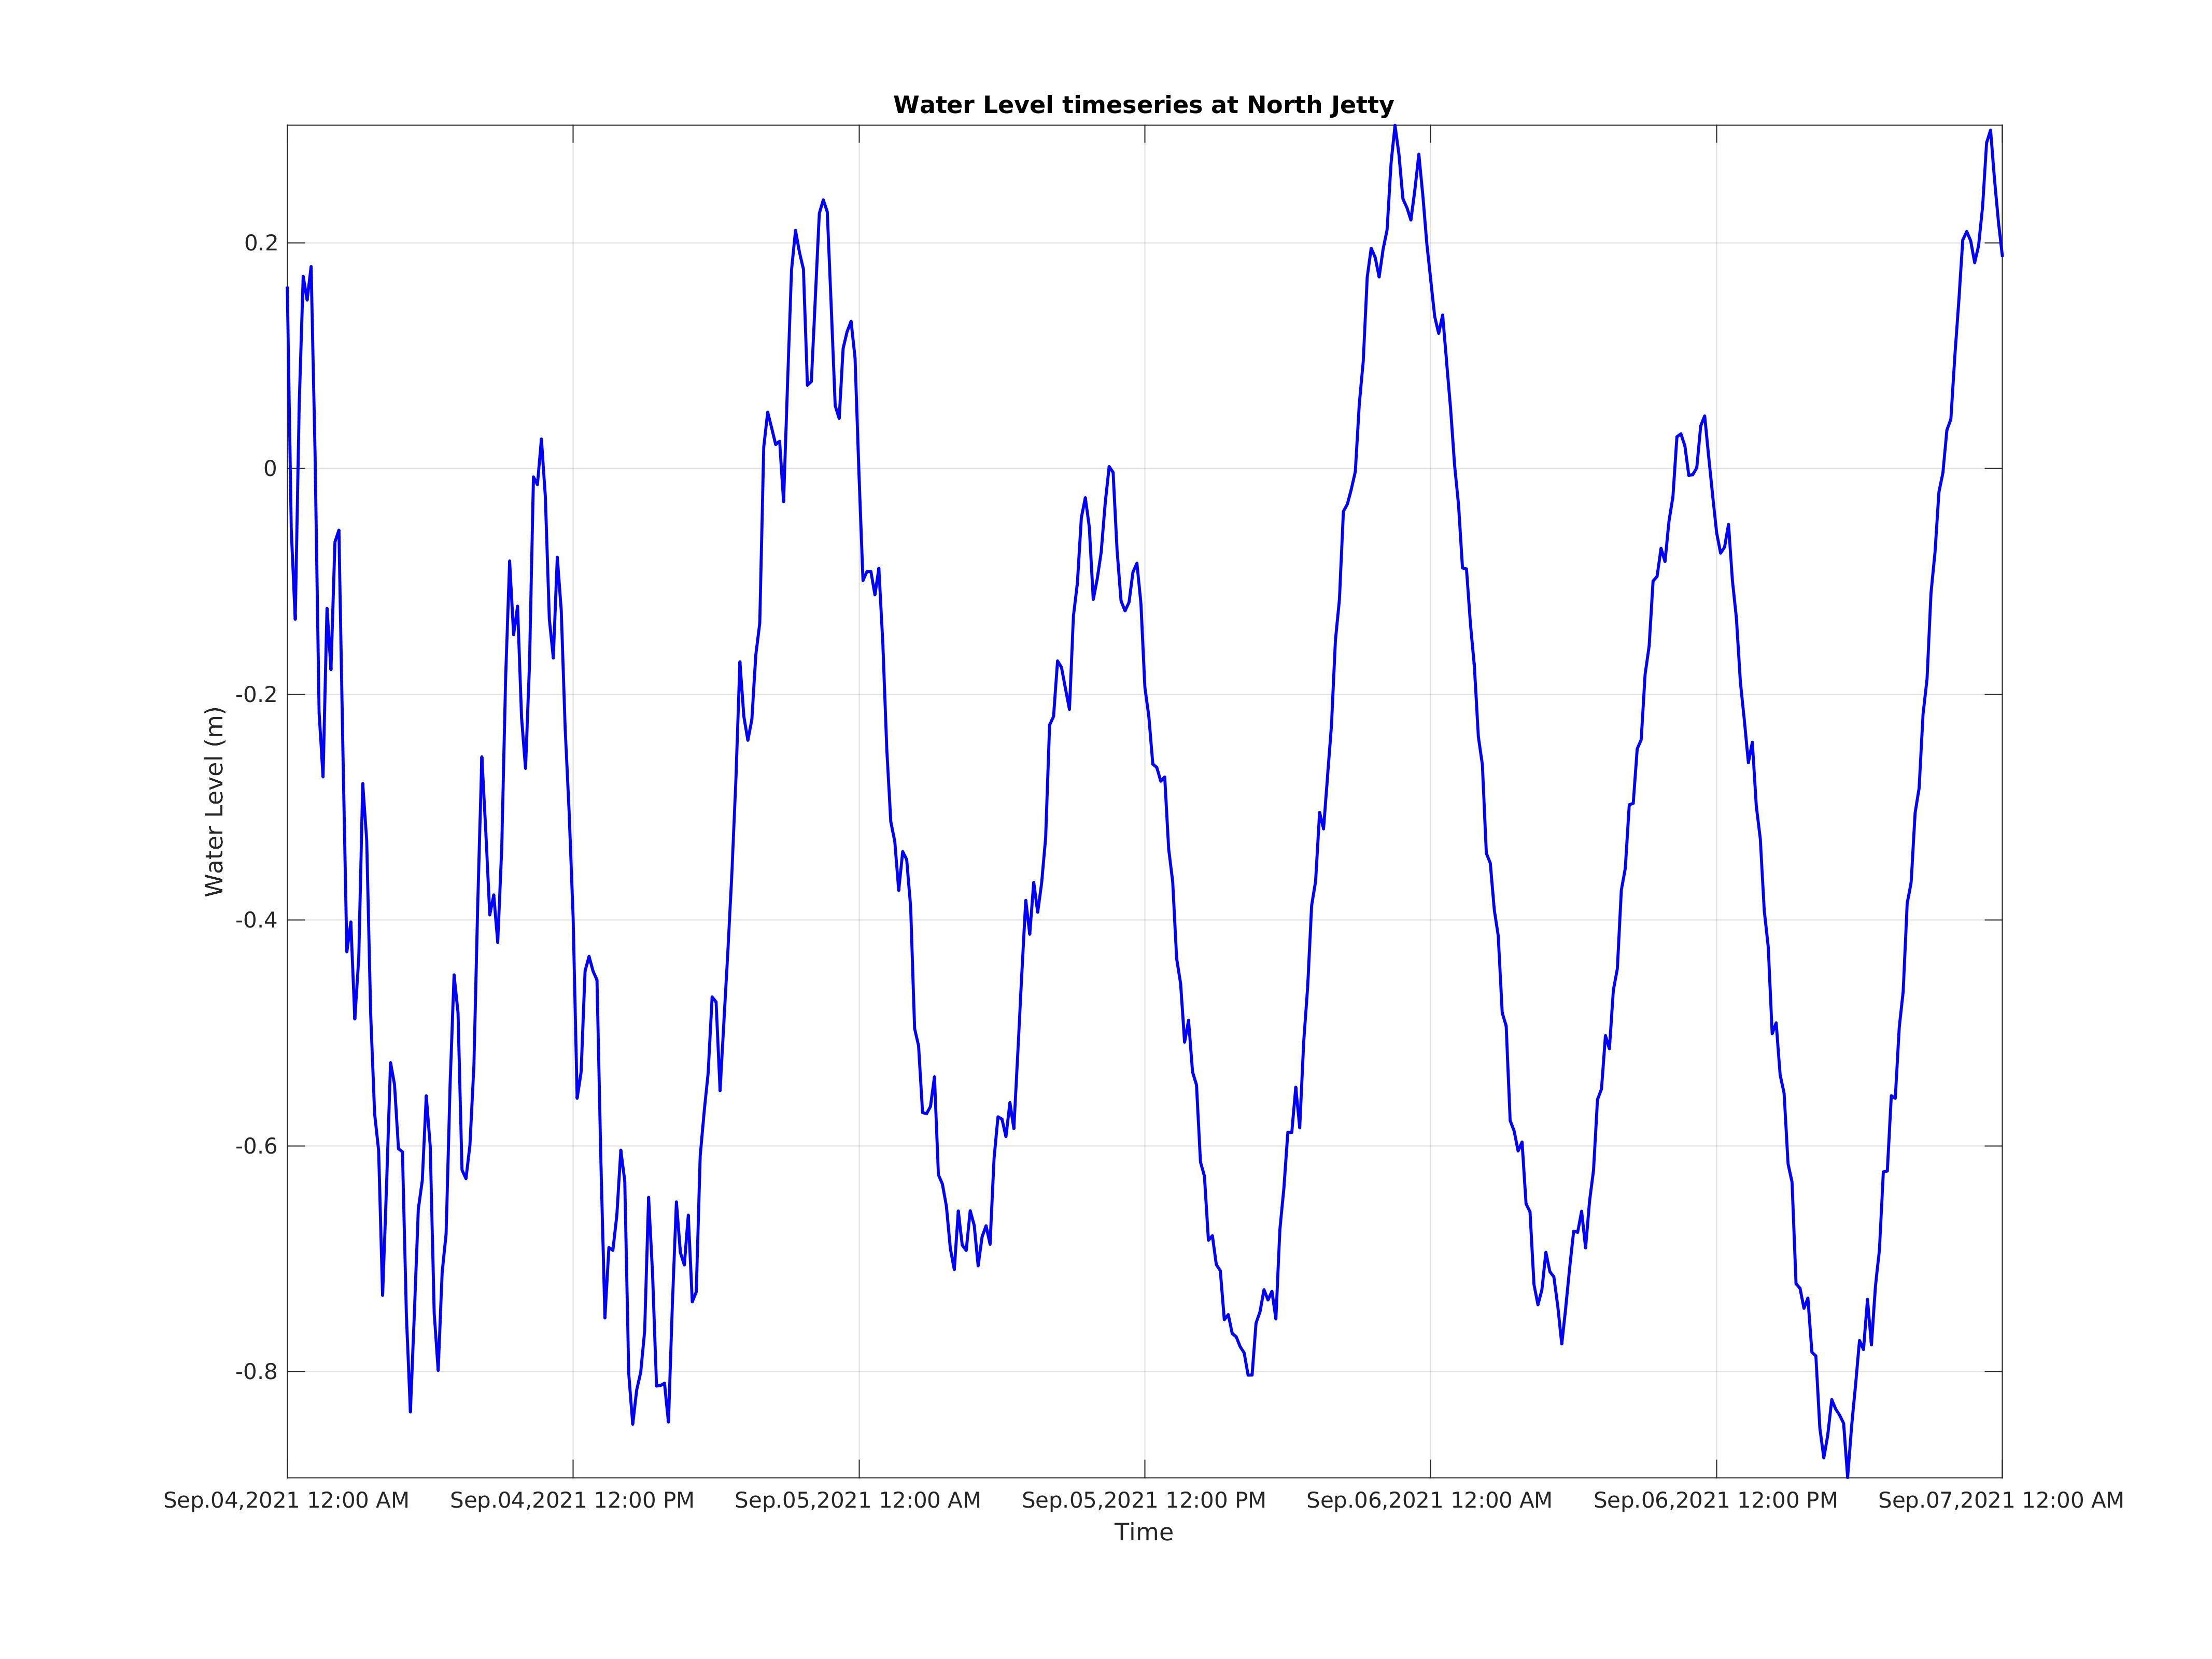 Water Level timeseries at North Jetty
0.2
0
-0.2
-0.4
-0.6
-0.8
Water Level (m)
Sep.04,2021 12:00 AM
Sep.04,2021 12:00 PM
Sep.05,2021 12:00 AM
Sep.05,2021 12:00 PM
Sep.06,2021 12:00 AM
Sep.06,2021 12:00 PM
Sep.07,2021 12:00 AM
Time